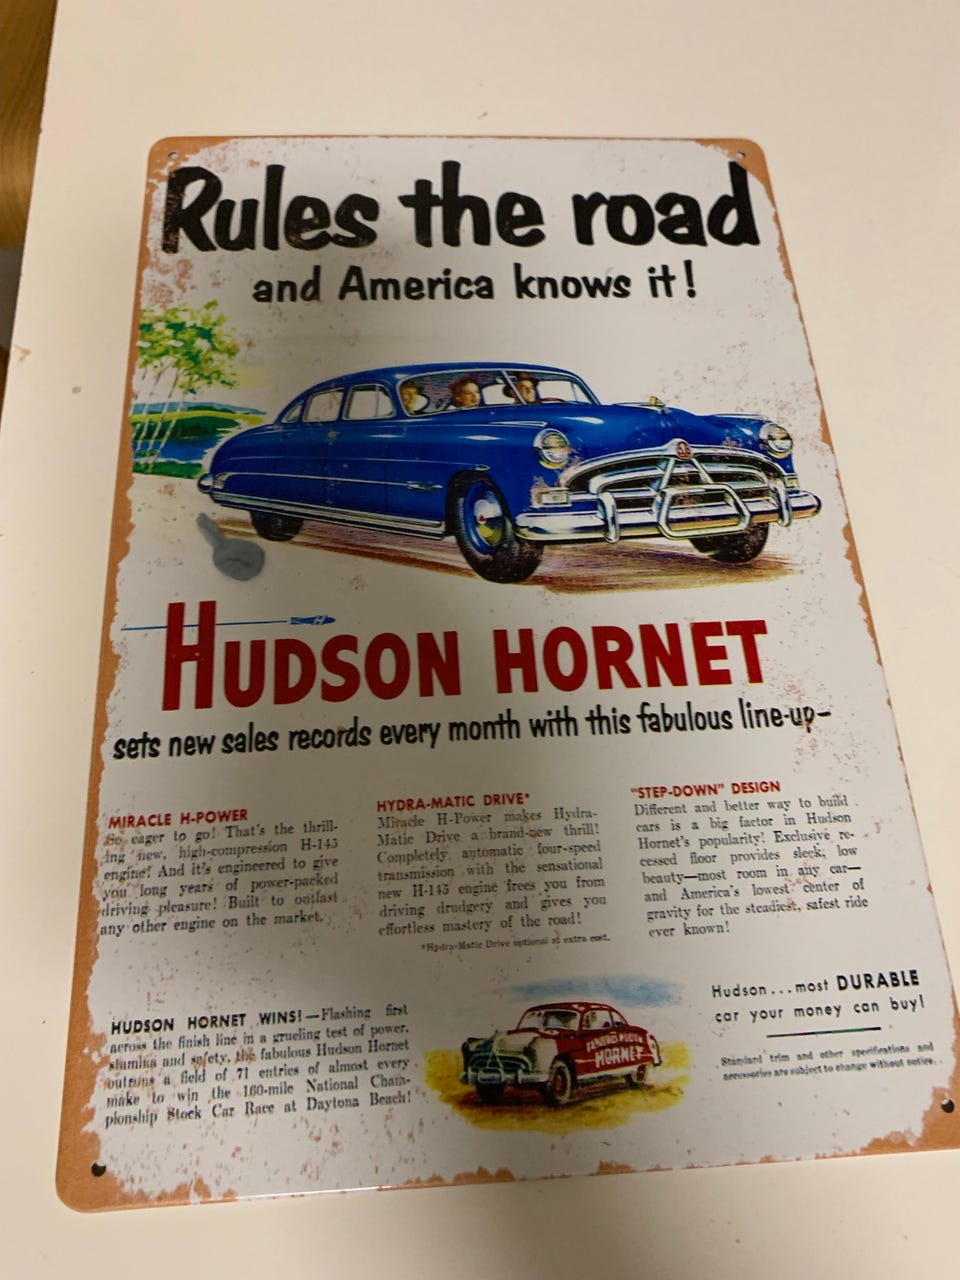 Rules the road
and America knows it!
HUDSON HORNET
sets new sales records every month with this fabulous line-up–
MIRACLE H-POWER
So eager to go! That's the thrill-
ing new, high-compression H-145
engine! And it's engineered to give
you long years of power-packed
driving pleasure! Built to outlast
any other engine on the market.
HYDRA-MATIC DRIVE*
Miracle H-Power makes Hydra-
Matic Drive a brand-new thrill!
Completely automatic four-speed
transmission with the sensational
new H-145 engine frees you from
driving drudgery and gives you
effortless mastery of the road!
*Hydra-Matic Drive optional at extra cost.
"STEP-DOWN" DESIGN
Different and better way to build
cars is a big factor in Hudson
Hornet's popularity! Exclusive re-
cessed floor provides sleek, low
beauty—most room in any car—
and America's lowest center of
gravity for the steadiest, safest ride
ever known!
HUDSON HORNET WINS!—Flashing first
across the finish line in a grueling test of power,
stamina and safety, the fabulous Hudson Hornet
outruns a field of 71 entries of almost every
make to win the 160-mile National Cham-
pionship Stock Car Race at Daytona Beach!
FABULOUS HUDSON
HORNET
Hudson...most DURABLE
car your money can buy!
Standard trim and other specifications and
accessories are subject to change without notice.